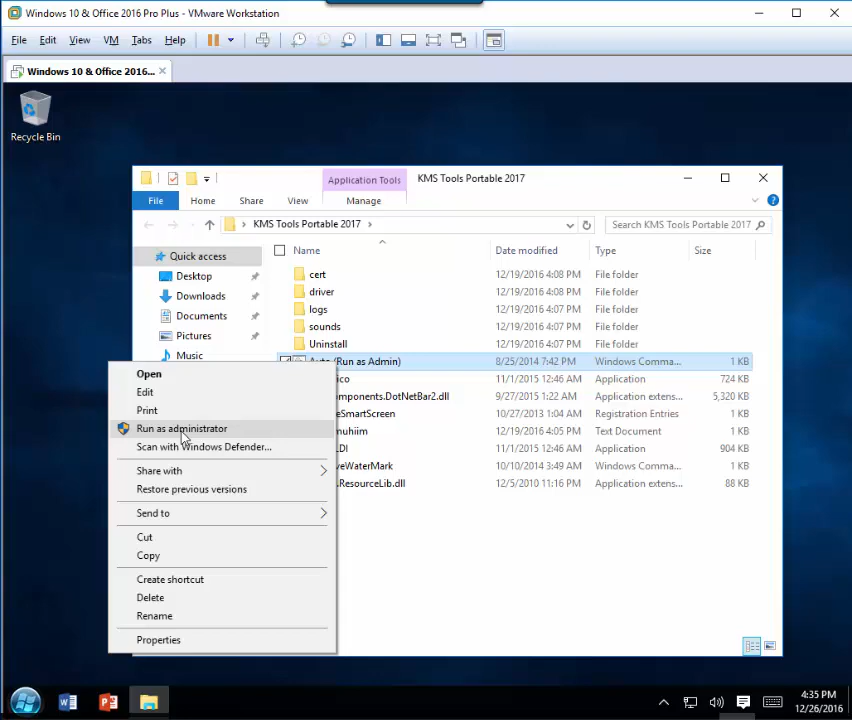 Windows 10 & Office 2016 Pro Plus - VMware Workstation
File Edit View VM Tabs Help
Windows 10 & Office 2016...
Recycle Bin
Application Tools KMS Tools Portable 2017
File Home Share View Manage
KMS Tools Portable 2017 Search KMS Tools Portable 2017
Quick access Name Date modified Type Size
Desktop cert 12/19/2016 4:08 PM File folder
driver 12/19/2016 4:08 PM File folder
Downloads logs 12/19/2016 4:07 PM File folder
Documents sounds 12/19/2016 4:07 PM File folder
Pictures Uninstall 12/19/2016 4:07 PM File folder
Music Auto (Run as Admin) 8/25/2014 7:42 PM Windows Comma... 1 KB
Open ico 11/1/2015 12:46 AM Application 724 KB
Edit mponents.DotNetBar2.dll 9/27/2015 1:22 AM Application extens... 5,320 KB
Print eSmartScreen 10/27/2013 1:04 AM Registration Entries 1 KB
Run as administrator muhiim 3/1/2016 2:40 PM Text Document 1 KB
Scan with Windows Defender... LDI 11/1/2015 12:46 AM Application 904 KB
Share with veWaterMark 10/10/2014 3:49 AM Windows Comma... 1 KB
Restore previous versions .ResourceLib.dll 12/5/2010 11:16 PM Application extens... 88 KB
Send to
Cut
Copy
Create shortcut
Delete
Rename
Properties
4:35 PM
12/26/2016